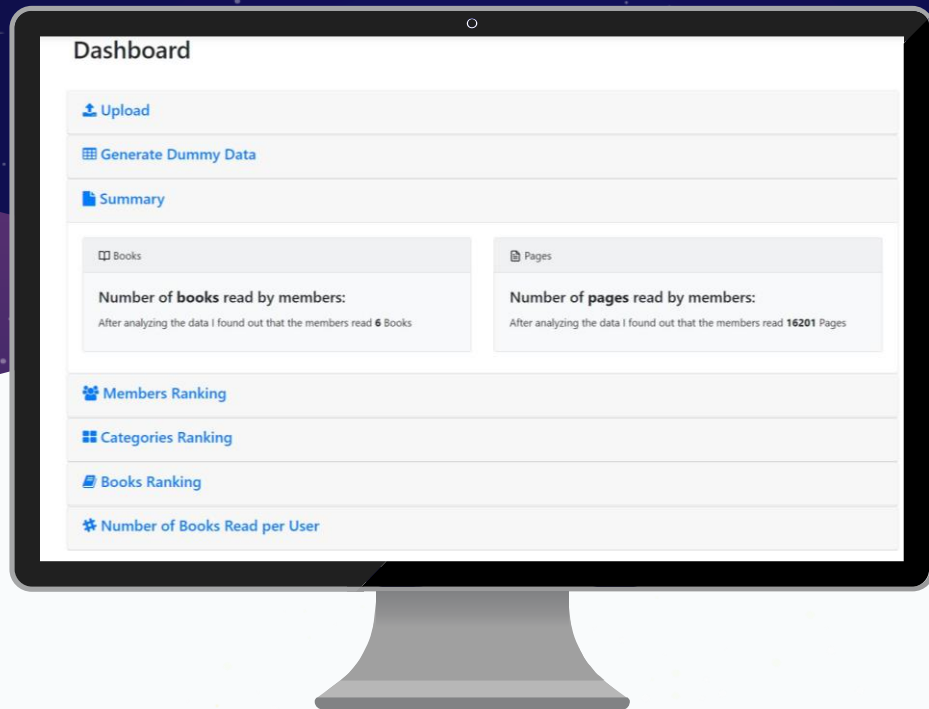 Dashboard
Upload
Generate Dummy Data
Summary
Books
Number of books read by members:
After analyzing the data I found out that the members read 6 Books
Pages
Number of pages read by members:
After analyzing the data I found out that the members read 16201 Pages
Members Ranking
Categories Ranking
Books Ranking
Number of Books Read per User